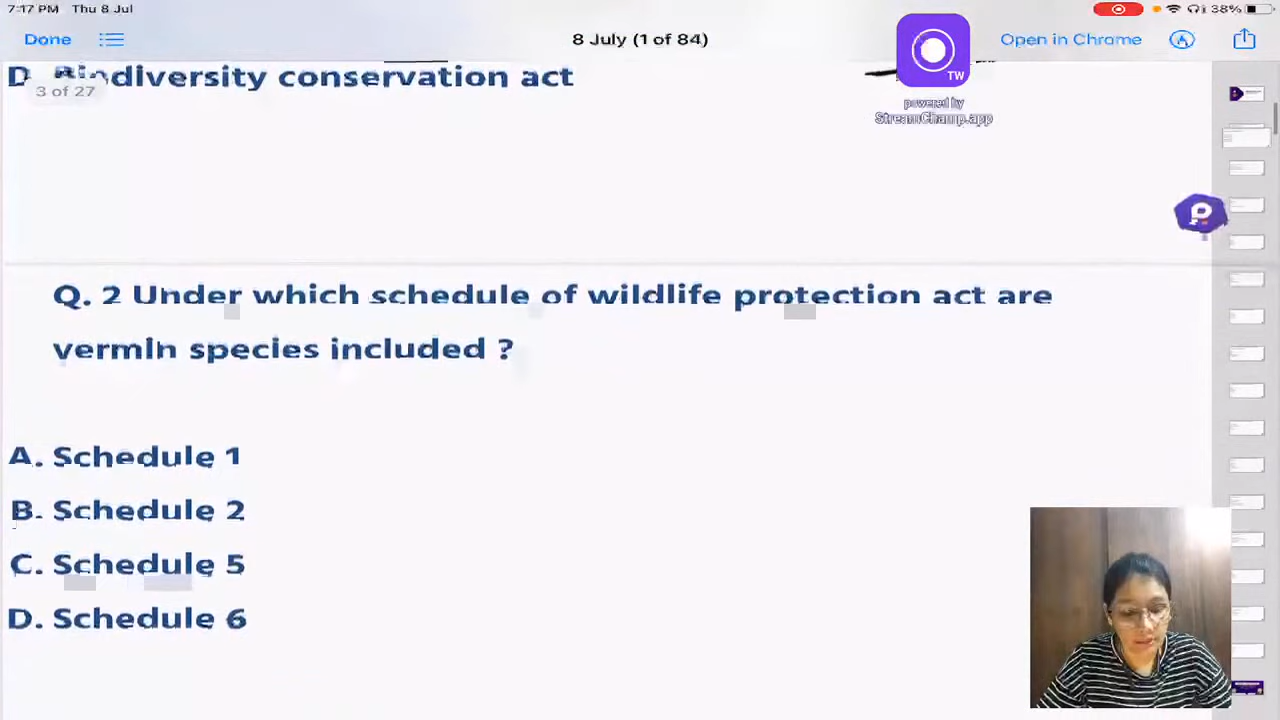 7:17 PM Thu 8 Jul
38%
Done
8 July (1 of 84)
Open in Chrome
TW
powered by
StreamChamp.app
D. Biodiversity conservation act
3 of 27
Q. 2 Under which schedule of wildlife protection act are
vermin species included ?
A. Schedule 1
B. Schedule 2
C. Schedule 5
D. Schedule 6